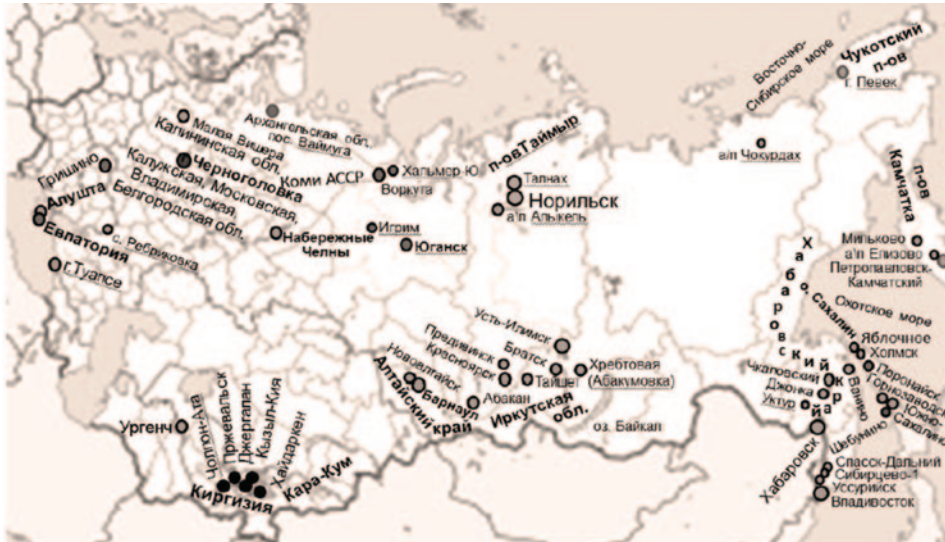 Восточно-
Сибирское море
Чукотский
п-ов
г. Певек
а/п Чокурдах
Архангельская обл.,
пос. Ваймуга
Малая Вишера
Калининская обл.
Черноголовка
Калужская, Московская,
Владимирская,
Белгородская обл.
Гришино
Алушта
Евпатория
с. Ребриковка
г.Туапсе
Коми АССР
Хальмер-Ю
Воркута
Набережные
Челны
Игрим
Юганск
п-овТаймыр
Талнах
Норильск
а\п Алыкель
п-ов
Камчатка
Мильково
а\п Елизово
Петропавловск-
Камчатский
Охотское море
Хабаровский край
о. Сахалин
Яблочное
Холмск
Поронайск
Горнозаводск
Южно-
Сахалинск
Шебунино
Ванино
Чкаловский
Джонка
Уктур
Хабаровск
Спасск-Дальний
Сибирцево-1
Уссурийск
Владивосток
Усть-Илимск
Братск
Предивинск
Красноярск
Новоалтайск
Тайшет
Хребтовая
(Абакумовка)
Алтайский
край
Барнаул
Абакан
Иркутская
обл.
оз. Байкал
Ургенч
Чолпон-Ата
Пржевальск
Джергалан
Кызыл-Кия
Хайдаркен
Киргизия
Кара-Кум